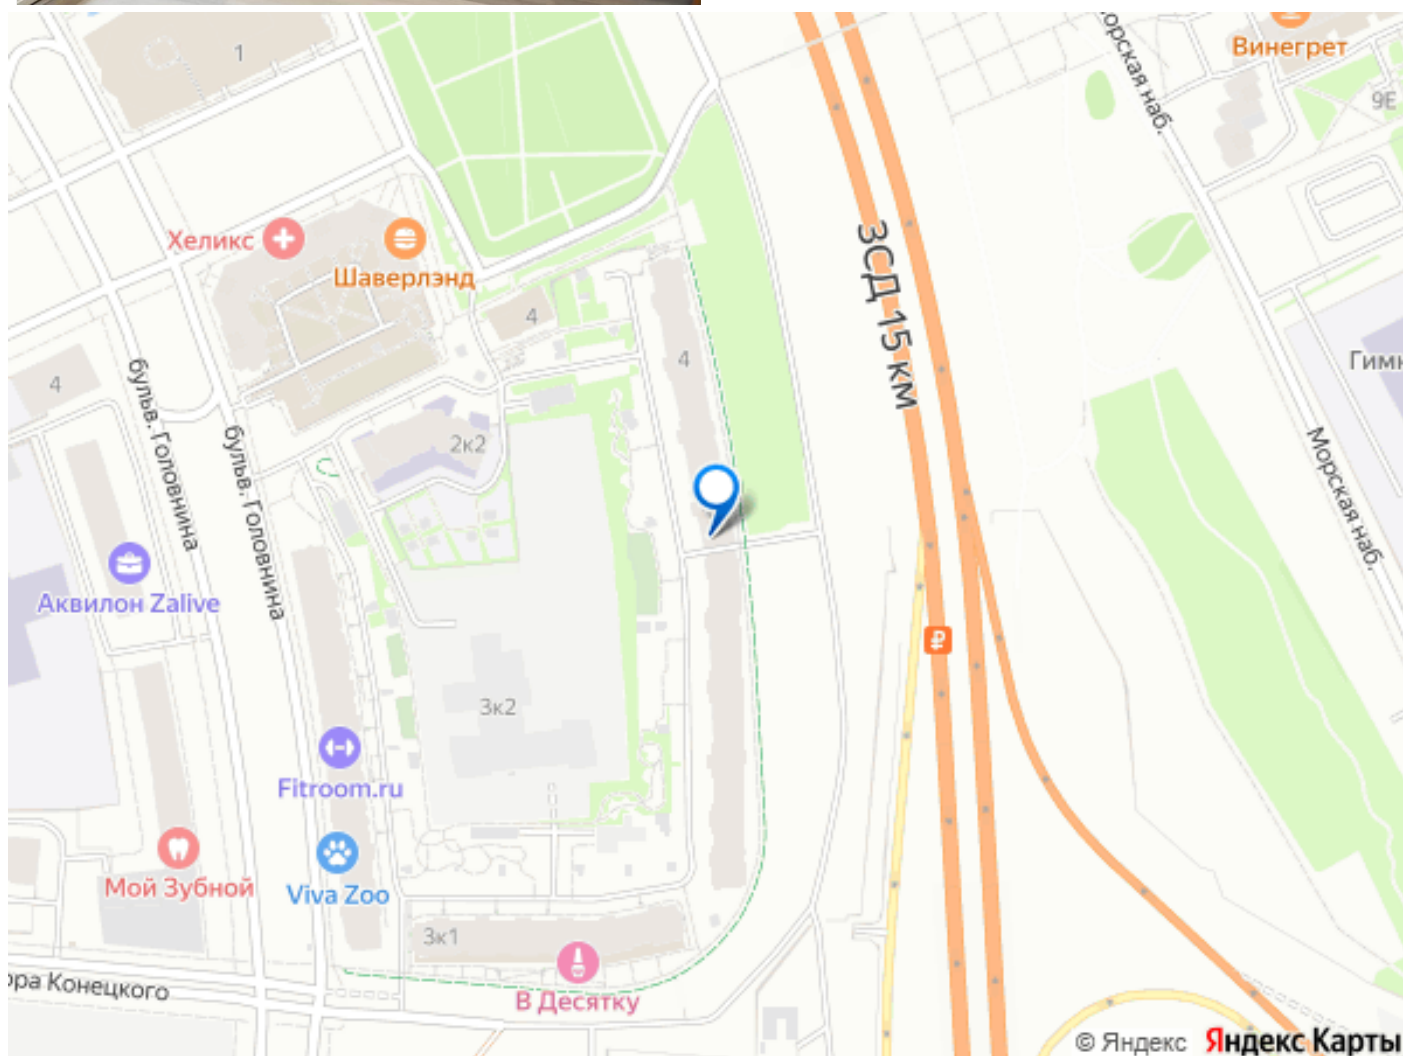 1
Винегрет
9Е
орская наб.
Хеликс
Шаверлэнд
ЗСД 15 км
4
4
4
бульв. Головнина
бульв. Головнина
2к2
Гимн
Морская наб.
Аквилон Zalive
3к2
Fitroom.ru
Мой Зубной
Viva Zoo
3к1
ора Конецкого
В Десятку
© Яндекс Яндекс Карты